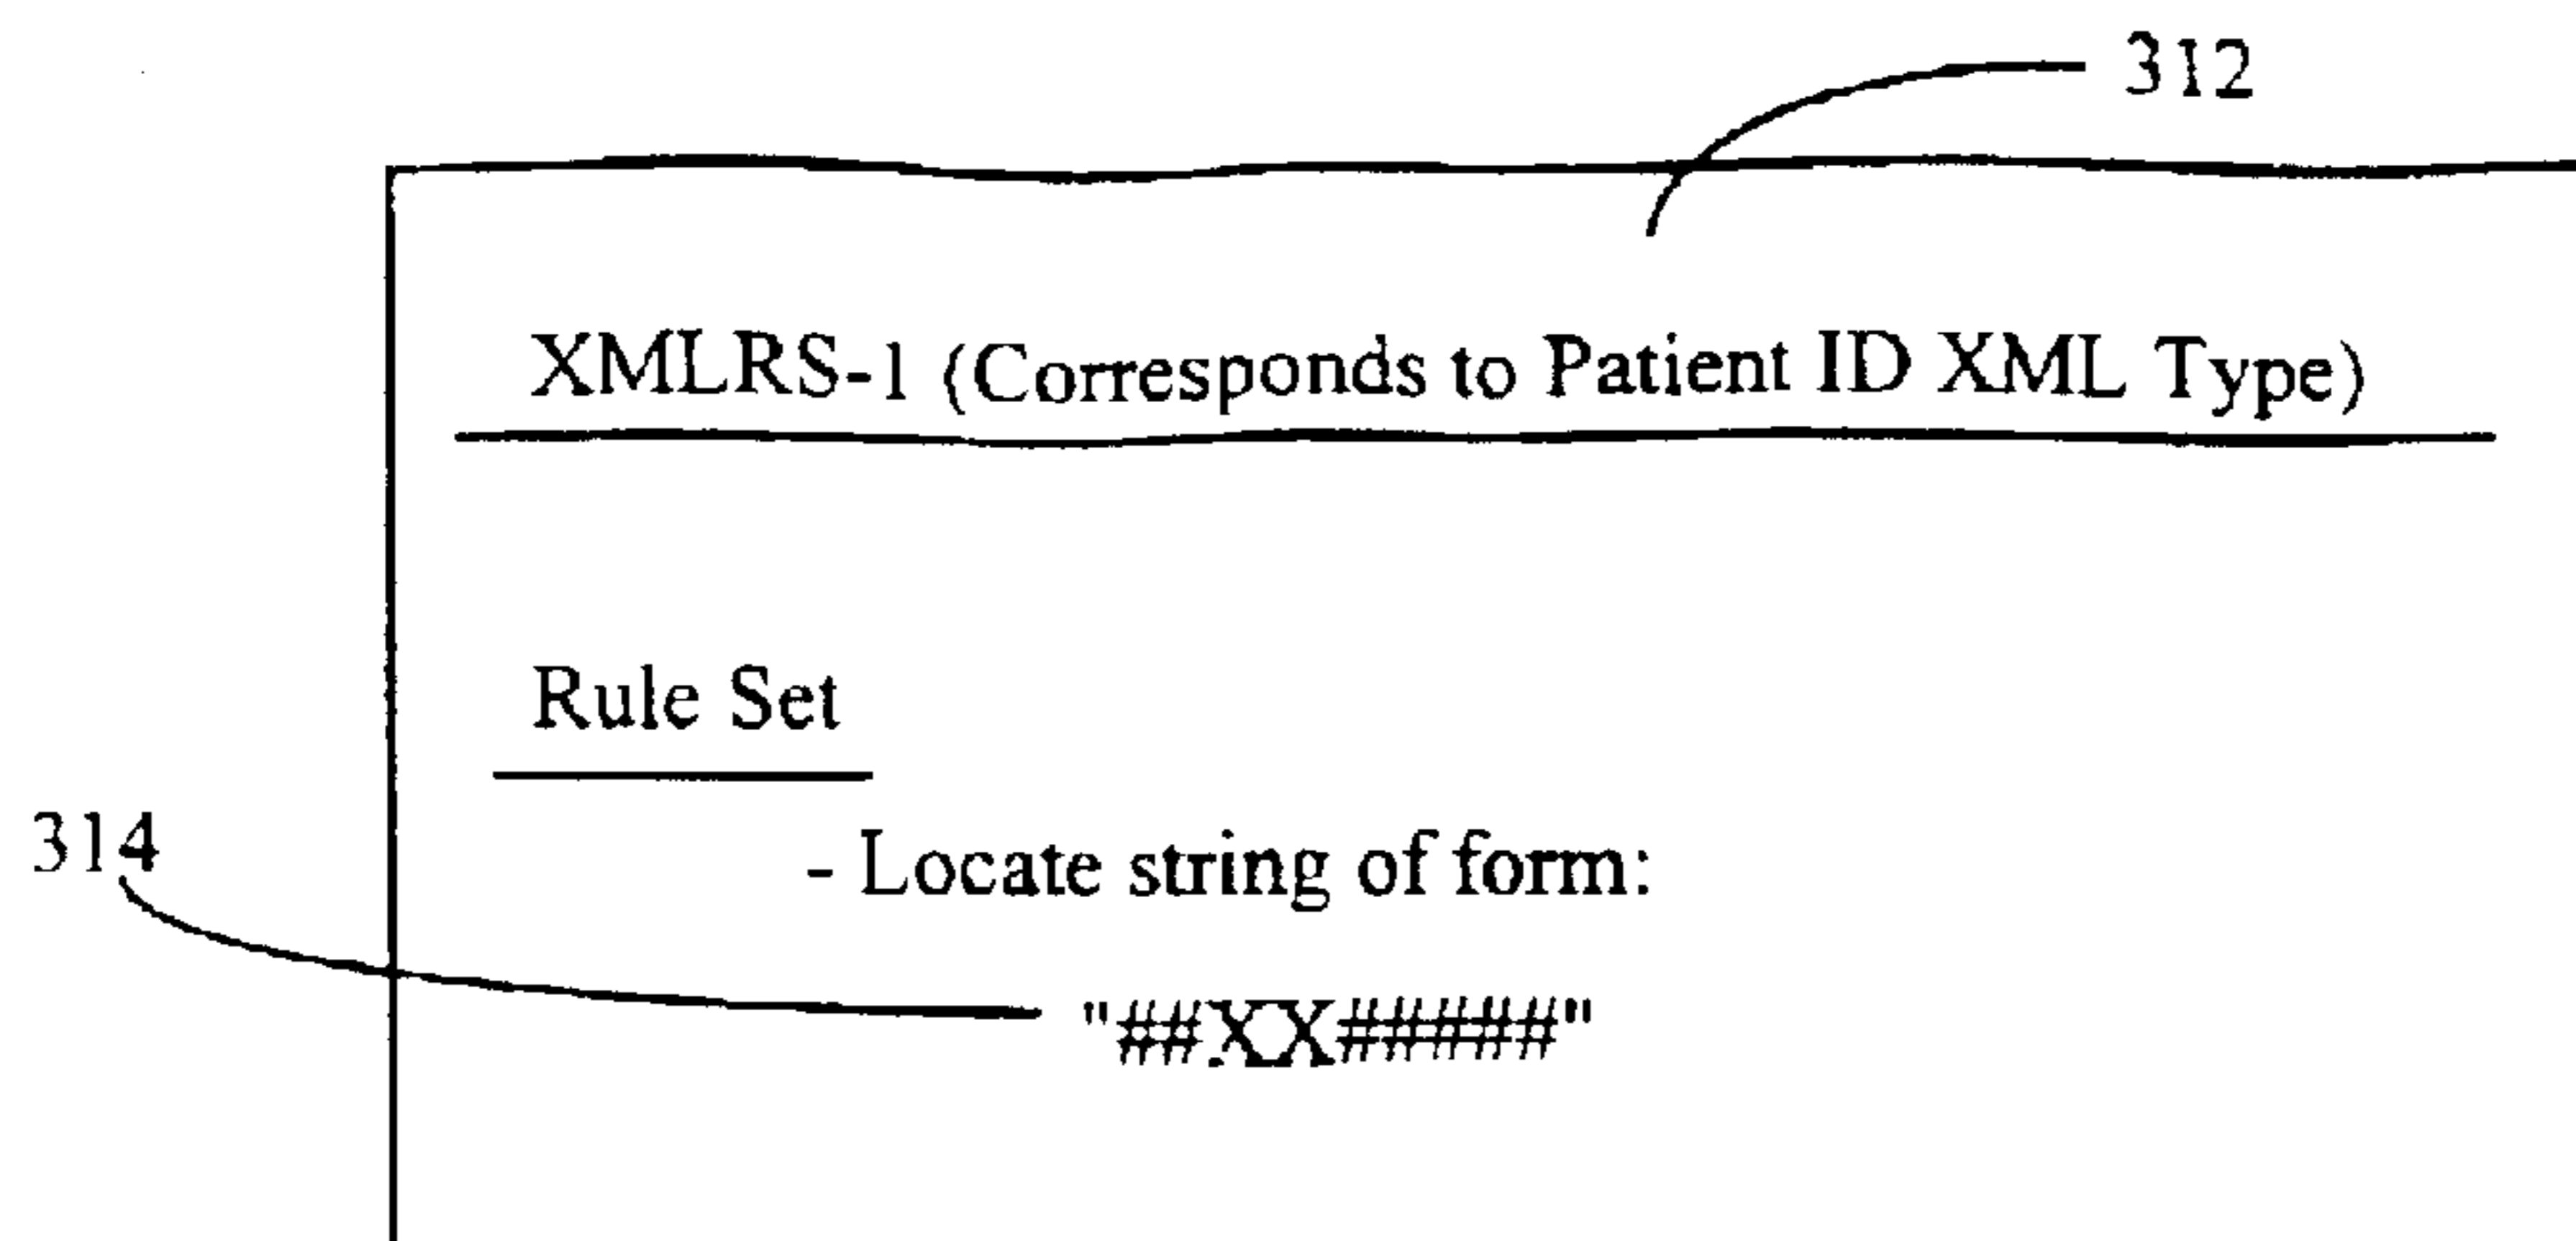 312
XMLRS-1 (Corresponds to Patient ID XML Type)
Rule Set
314
- Locate string of form:
"##XX#####"